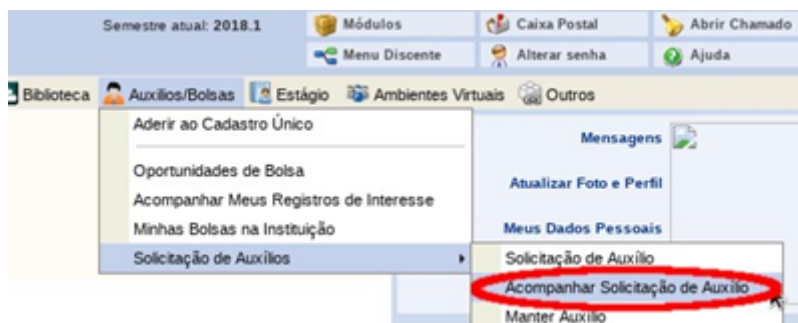 Semestre atual: 2018.1 Módulos Caixa Postal Abrir Chamado
Menu Discente Alterar senha Ajuda
Biblioteca Auxílios/Bolsas Estágio Ambientes Virtuais Outros
Aderir ao Cadastro Único
Mensagens
Oportunidades de Bolsa
Atualizar Foto e Perfil
Acompanhar Meus Registros de Interesse
Minhas Bolsas na Instituição
Meus Dados Pessoais
Solicitação de Auxílios
Solicitação de Auxílio
Acompanhar Solicitação de Auxílio
Manter Auxílio